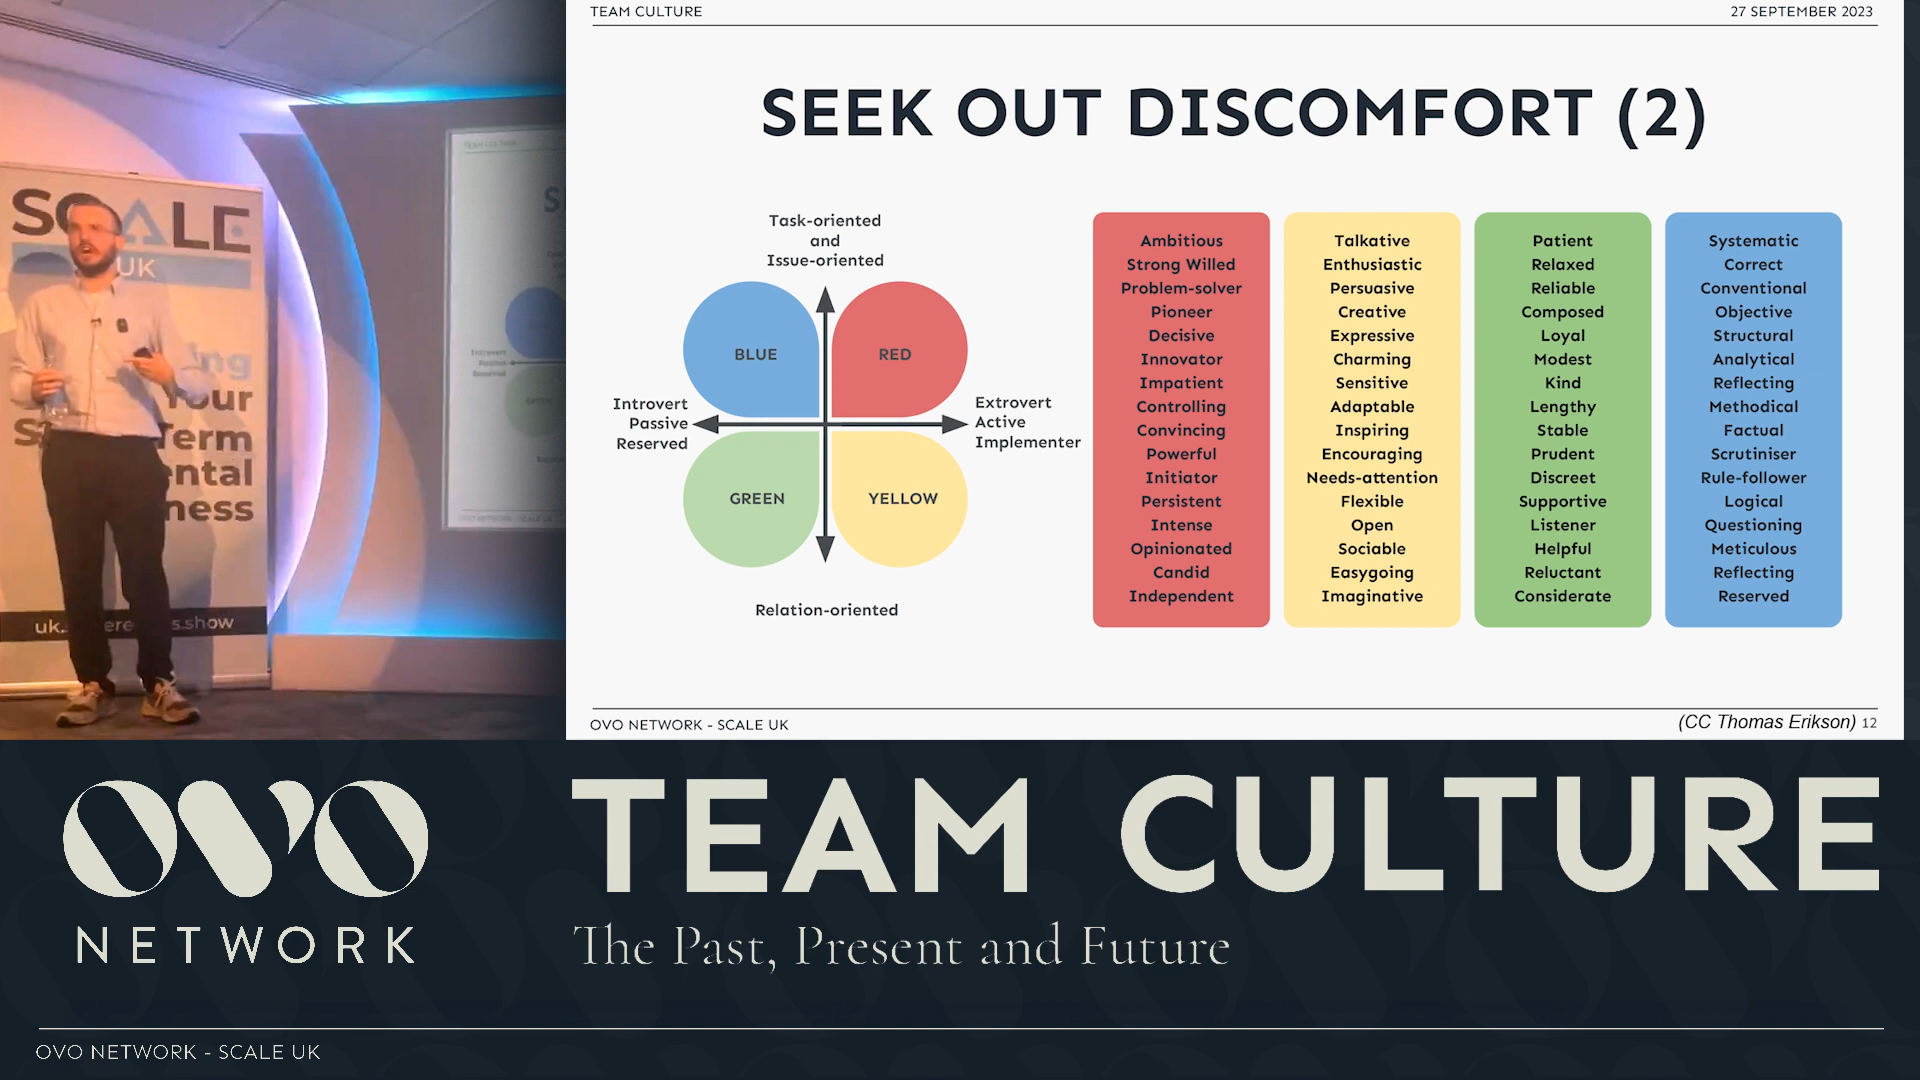 TEAM CULTURE
27 SEPTEMBER 2023
SEEK OUT DISCOMFORT (2)
Task-oriented
and
Issue-oriented
BLUE
RED
Introvert
Passive
Reserved
Extrovert
Active
Implementer
GREEN
YELLOW
Relation-oriented
Ambitious
Strong Willed
Problem-solver
Pioneer
Decisive
Innovator
Impatient
Controlling
Convincing
Powerful
Initiator
Persistent
Intense
Opinionated
Candid
Independent
Talkative
Enthusiastic
Persuasive
Creative
Expressive
Charming
Sensitive
Adaptable
Inspiring
Encouraging
Needs-attention
Flexible
Open
Sociable
Easygoing
Imaginative
Patient
Relaxed
Reliable
Composed
Loyal
Modest
Kind
Lengthy
Stable
Prudent
Discreet
Supportive
Listener
Helpful
Reluctant
Considerate
Systematic
Correct
Conventional
Objective
Structural
Analytical
Reflecting
Methodical
Factual
Scrutiniser
Rule-follower
Logical
Questioning
Meticulous
Reflecting
Reserved
OVO NETWORK - SCALE UK
(CC Thomas Erikson) 12
SCALE
UK
Your
Term
OVO
NETWORK
TEAM CULTURE
The Past, Present and Future
OVO NETWORK - SCALE UK